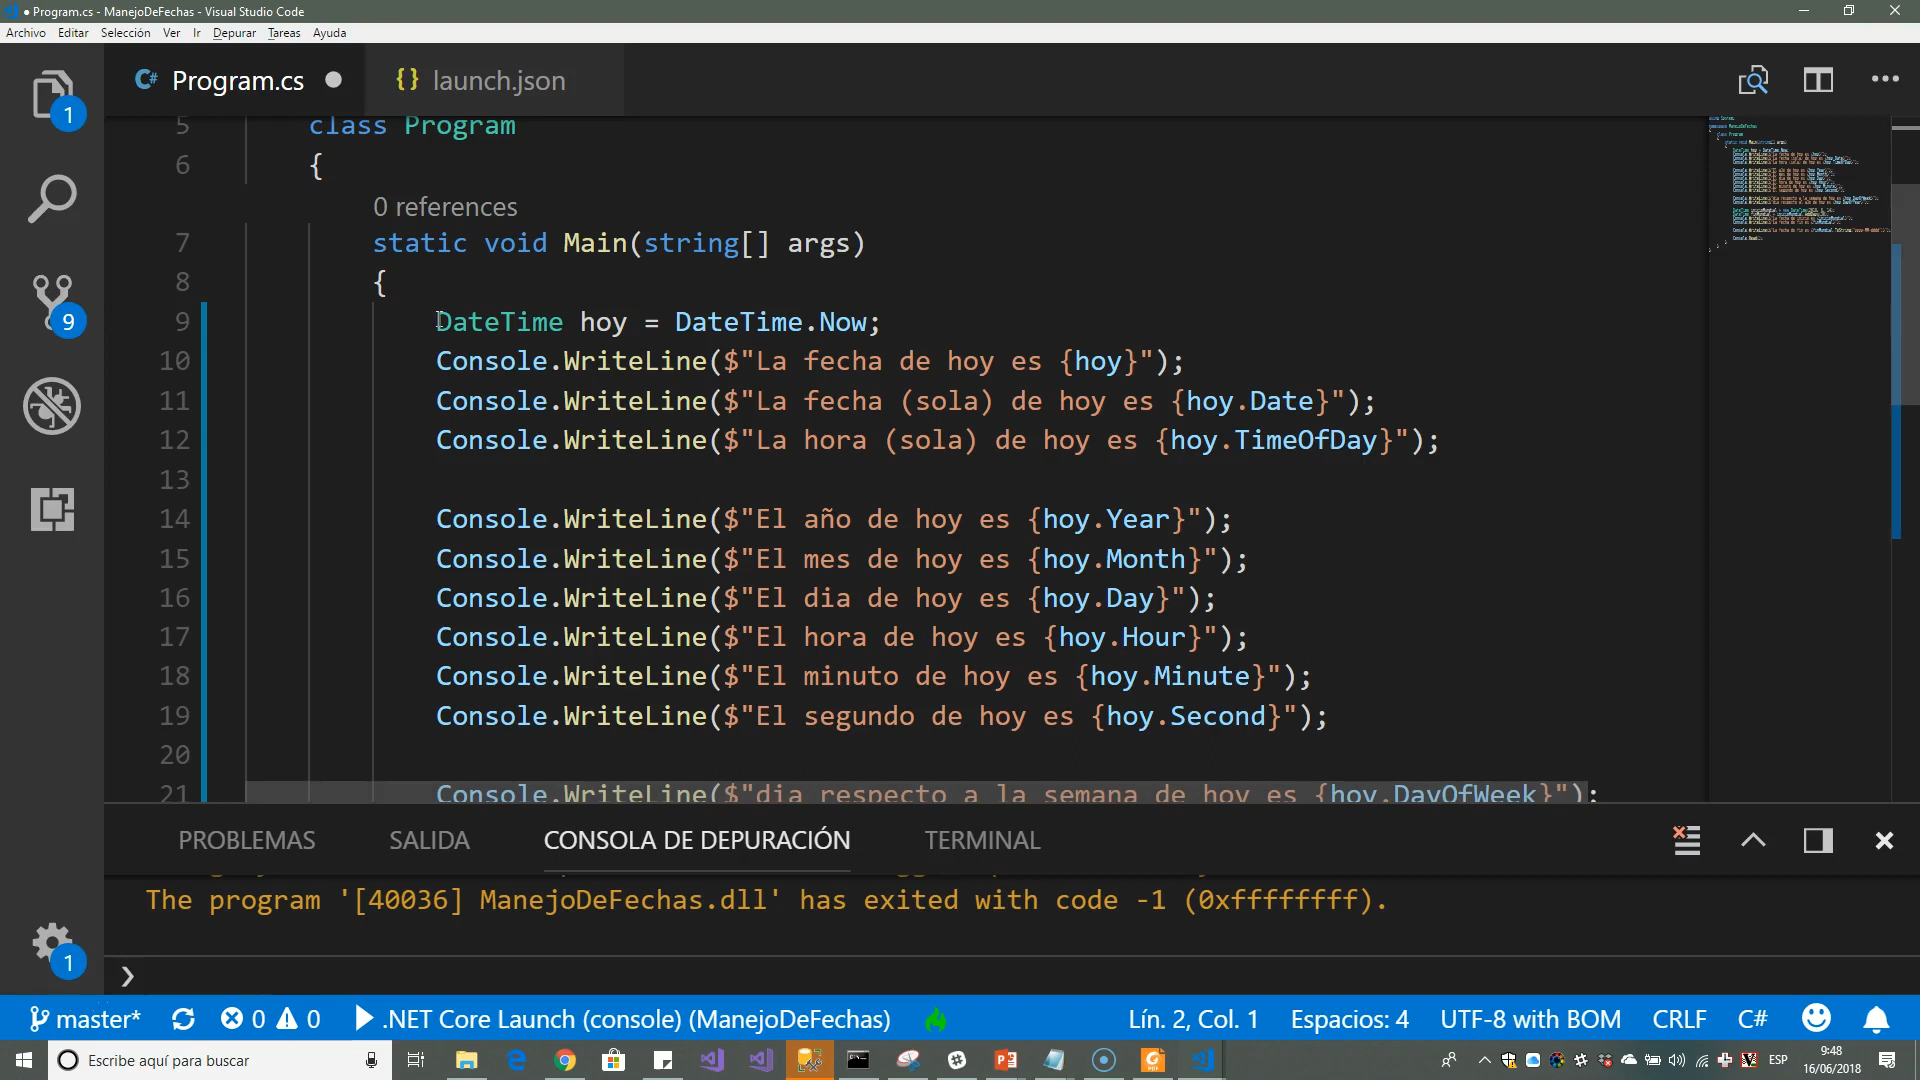 ● Program.cs - ManejoDeFechas - Visual Studio Code
Archivo Editar Selección Ver Ir Depurar Tareas Ayuda
C# Program.cs ● {} launch.json
5 class Program
6 {
0 references
7 static void Main(string[] args)
8 {
9 DateTime hoy = DateTime.Now;
10 Console.WriteLine($"La fecha de hoy es {hoy}");
11 Console.WriteLine($"La fecha (sola) de hoy es {hoy.Date}");
12 Console.WriteLine($"La hora (sola) de hoy es {hoy.TimeOfDay}");
13
14 Console.WriteLine($"El año de hoy es {hoy.Year}");
15 Console.WriteLine($"El mes de hoy es {hoy.Month}");
16 Console.WriteLine($"El dia de hoy es {hoy.Day}");
17 Console.WriteLine($"El hora de hoy es {hoy.Hour}");
18 Console.WriteLine($"El minuto de hoy es {hoy.Minute}");
19 Console.WriteLine($"El segundo de hoy es {hoy.Second}");
20
21 Console.WriteLine($"dia respecto a la semana de hoy es {hoy.DayOfWeek}");
1
9
1
PROBLEMAS SALIDA CONSOLA DE DEPURACIÓN TERMINAL
The program '[40036] ManejoDeFechas.dll' has exited with code -1 (0xffffffff).
❯
master* 0 0 .NET Core Launch (console) (ManejoDeFechas) Lín. 2, Col. 1 Espacios: 4 UTF-8 with BOM CRLF C#
Escribe aquí para buscar
ESP
9:48
16/06/2018